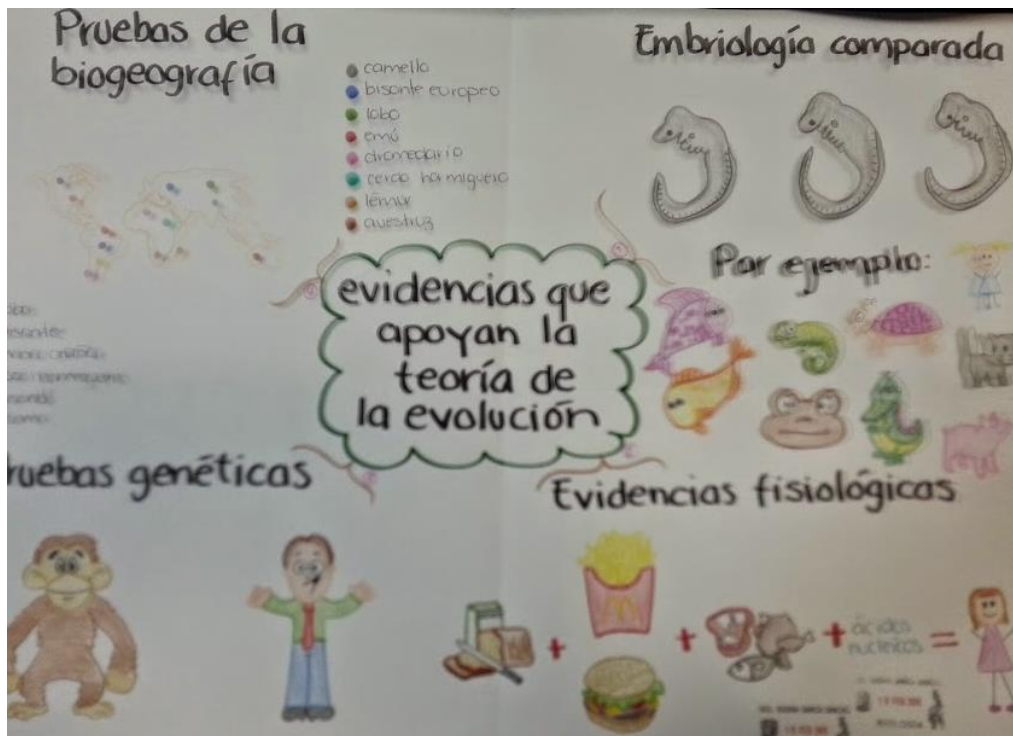 Pruebas de la
biogeografía
camello
bisonte europeo
lobo
emú
dromedario
cerdo hormiguero
lémur
avestruz
Embriología comparada
Por ejemplo:
evidencias que
apoyan la
teoría de
la evolución
ruebas genéticas
Evidencias fisiológicas
+
+
+ ácidos
nucleicos =